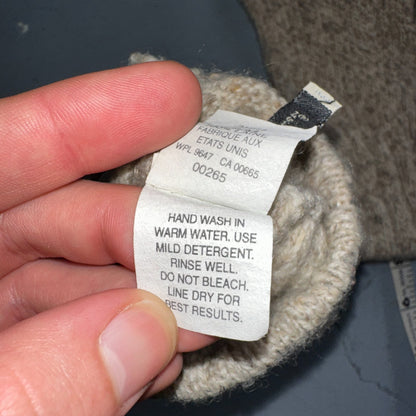 FABRIQUE AUX
ETATS UNIS
WPL 9647 CA 00665
00265
HAND WASH IN
WARM WATER. USE
MILD DETERGENT.
RINSE WELL.
DO NOT BLEACH.
LINE DRY FOR
BEST RESULTS.